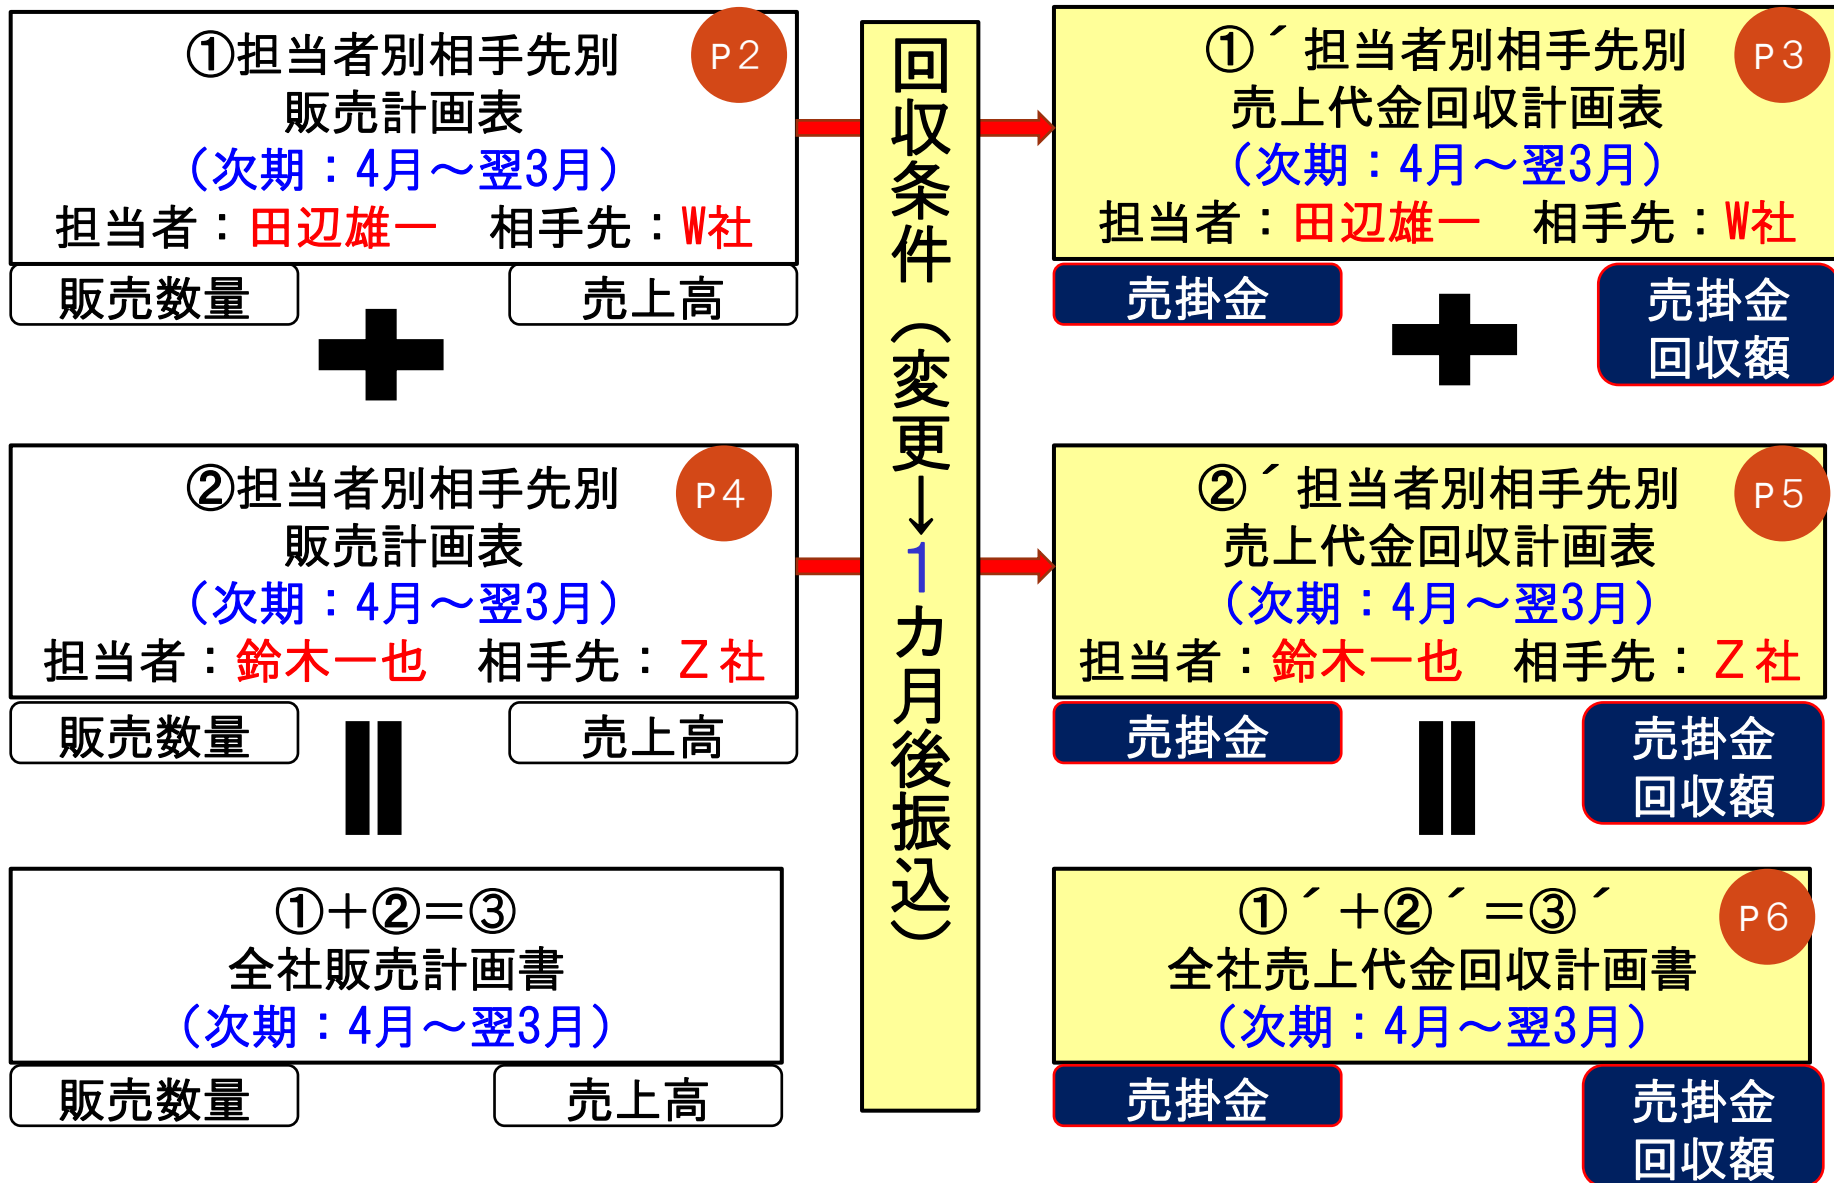 ①担当者別相手先別
販売計画表
（次期：4月～翌3月）
担当者：田辺雄一　相手先：W社
P2
販売数量
売上高
②担当者別相手先別
販売計画表
（次期：4月～翌3月）
担当者：鈴木一也　相手先：Z社
P4
販売数量
売上高
①＋②＝③
全社販売計画書
（次期：4月～翌3月）
販売数量
売上高
回収条件（変更→1カ月後振込）
①´担当者別相手先別
売上代金回収計画表
（次期：4月～翌3月）
担当者：田辺雄一　相手先：W社
P3
売掛金
売掛金
回収額
②´担当者別相手先別
売上代金回収計画表
（次期：4月～翌3月）
担当者：鈴木一也　相手先：Z社
P5
売掛金
売掛金
回収額
①´＋②´＝③´
全社売上代金回収計画書
（次期：4月～翌3月）
P6
売掛金
売掛金
回収額